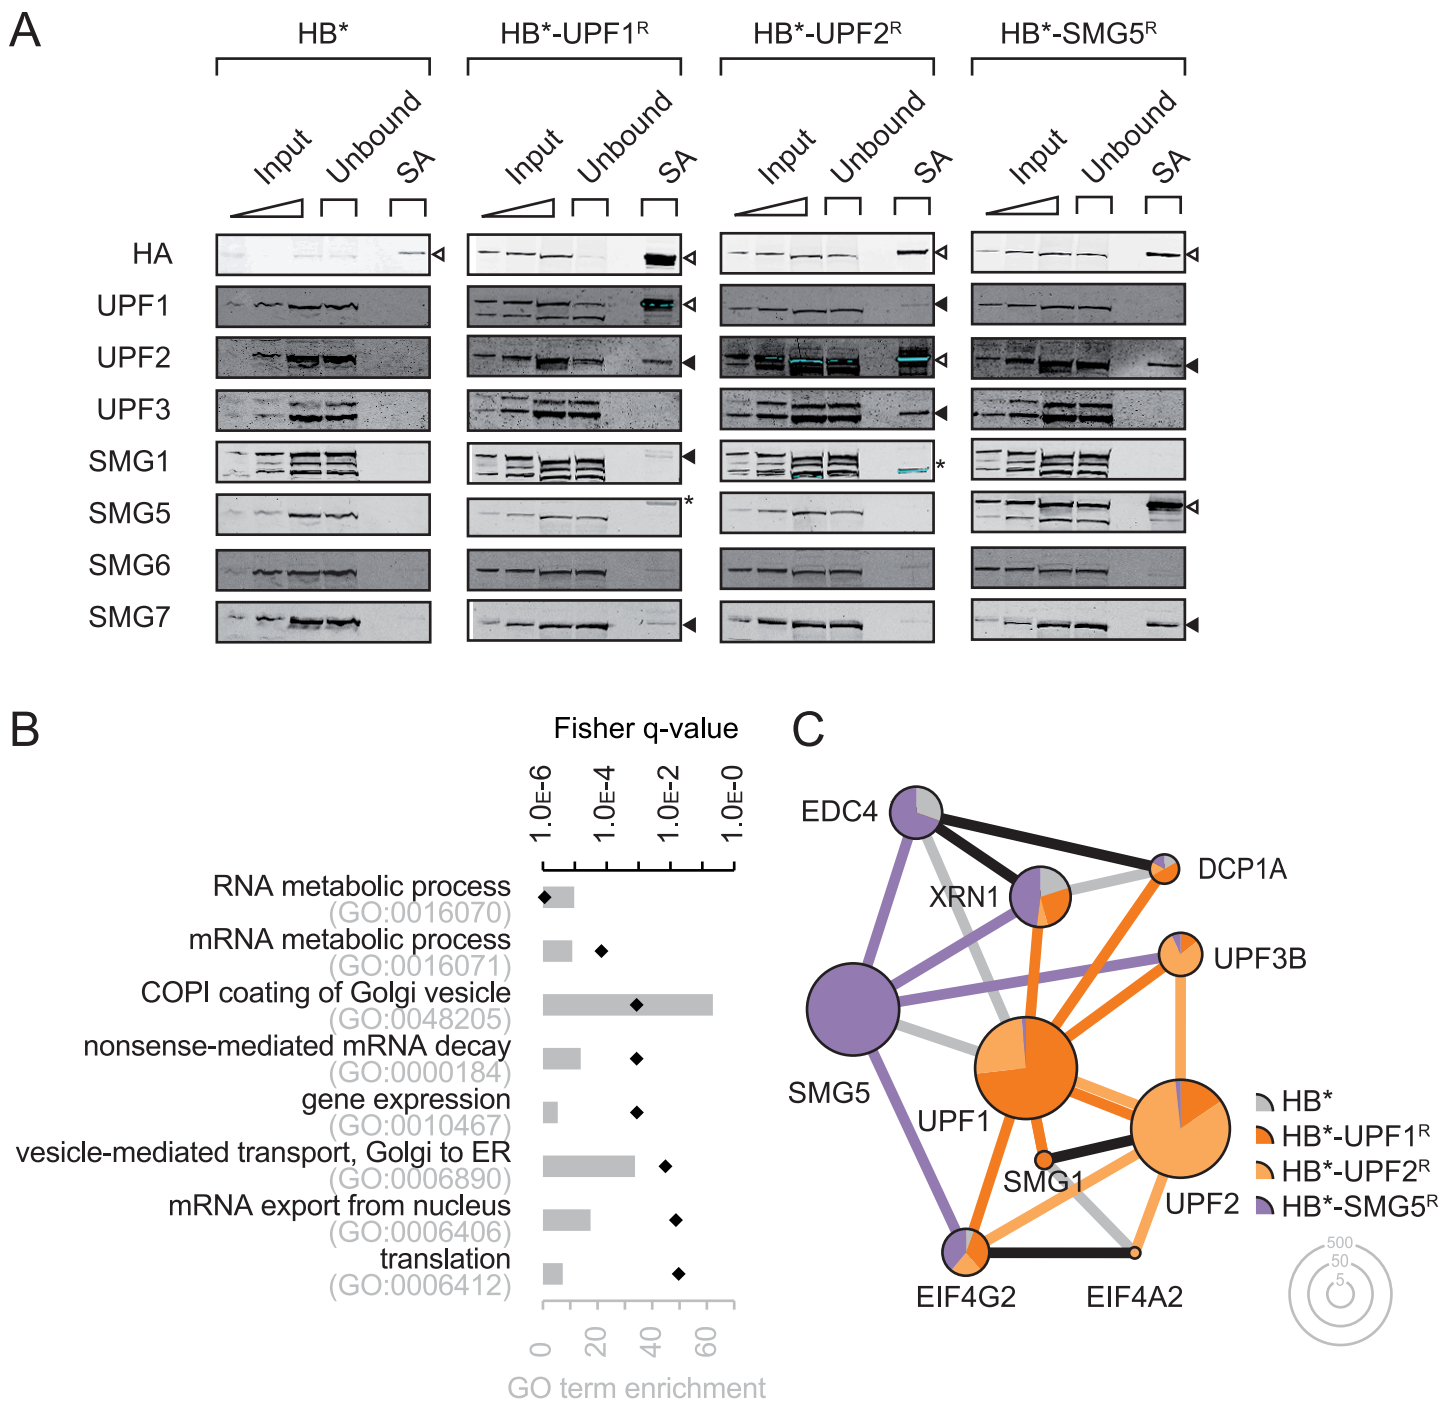 A
HB*
HB*-UPF1R
HB*-UPF2R
HB*-SMG5R
Input Unbound SA
Input Unbound SA
Input Unbound SA
Input Unbound SA
HA
UPF1
UPF2
UPF3
SMG1
*
SMG5
*
SMG6
SMG7
B
Fisher q-value
1.0E-6 1.0E-4 1.0E-2 1.0E-0
RNA metabolic process
(GO:0016070)
mRNA metabolic process
(GO:0016071)
COPI coating of Golgi vesicle
(GO:0048205)
nonsense-mediated mRNA decay
(GO:0000184)
gene expression
(GO:0010467)
vesicle-mediated transport, Golgi to ER
(GO:0006890)
mRNA export from nucleus
(GO:0006406)
translation
(GO:0006412)
0 20 40 60
GO term enrichment
C
EDC4
DCP1A
XRN1
UPF3B
SMG5
UPF1
SMG1
UPF2
EIF4G2
EIF4A2
HB*
HB*-UPF1R
HB*-UPF2R
HB*-SMG5R
500
50
5